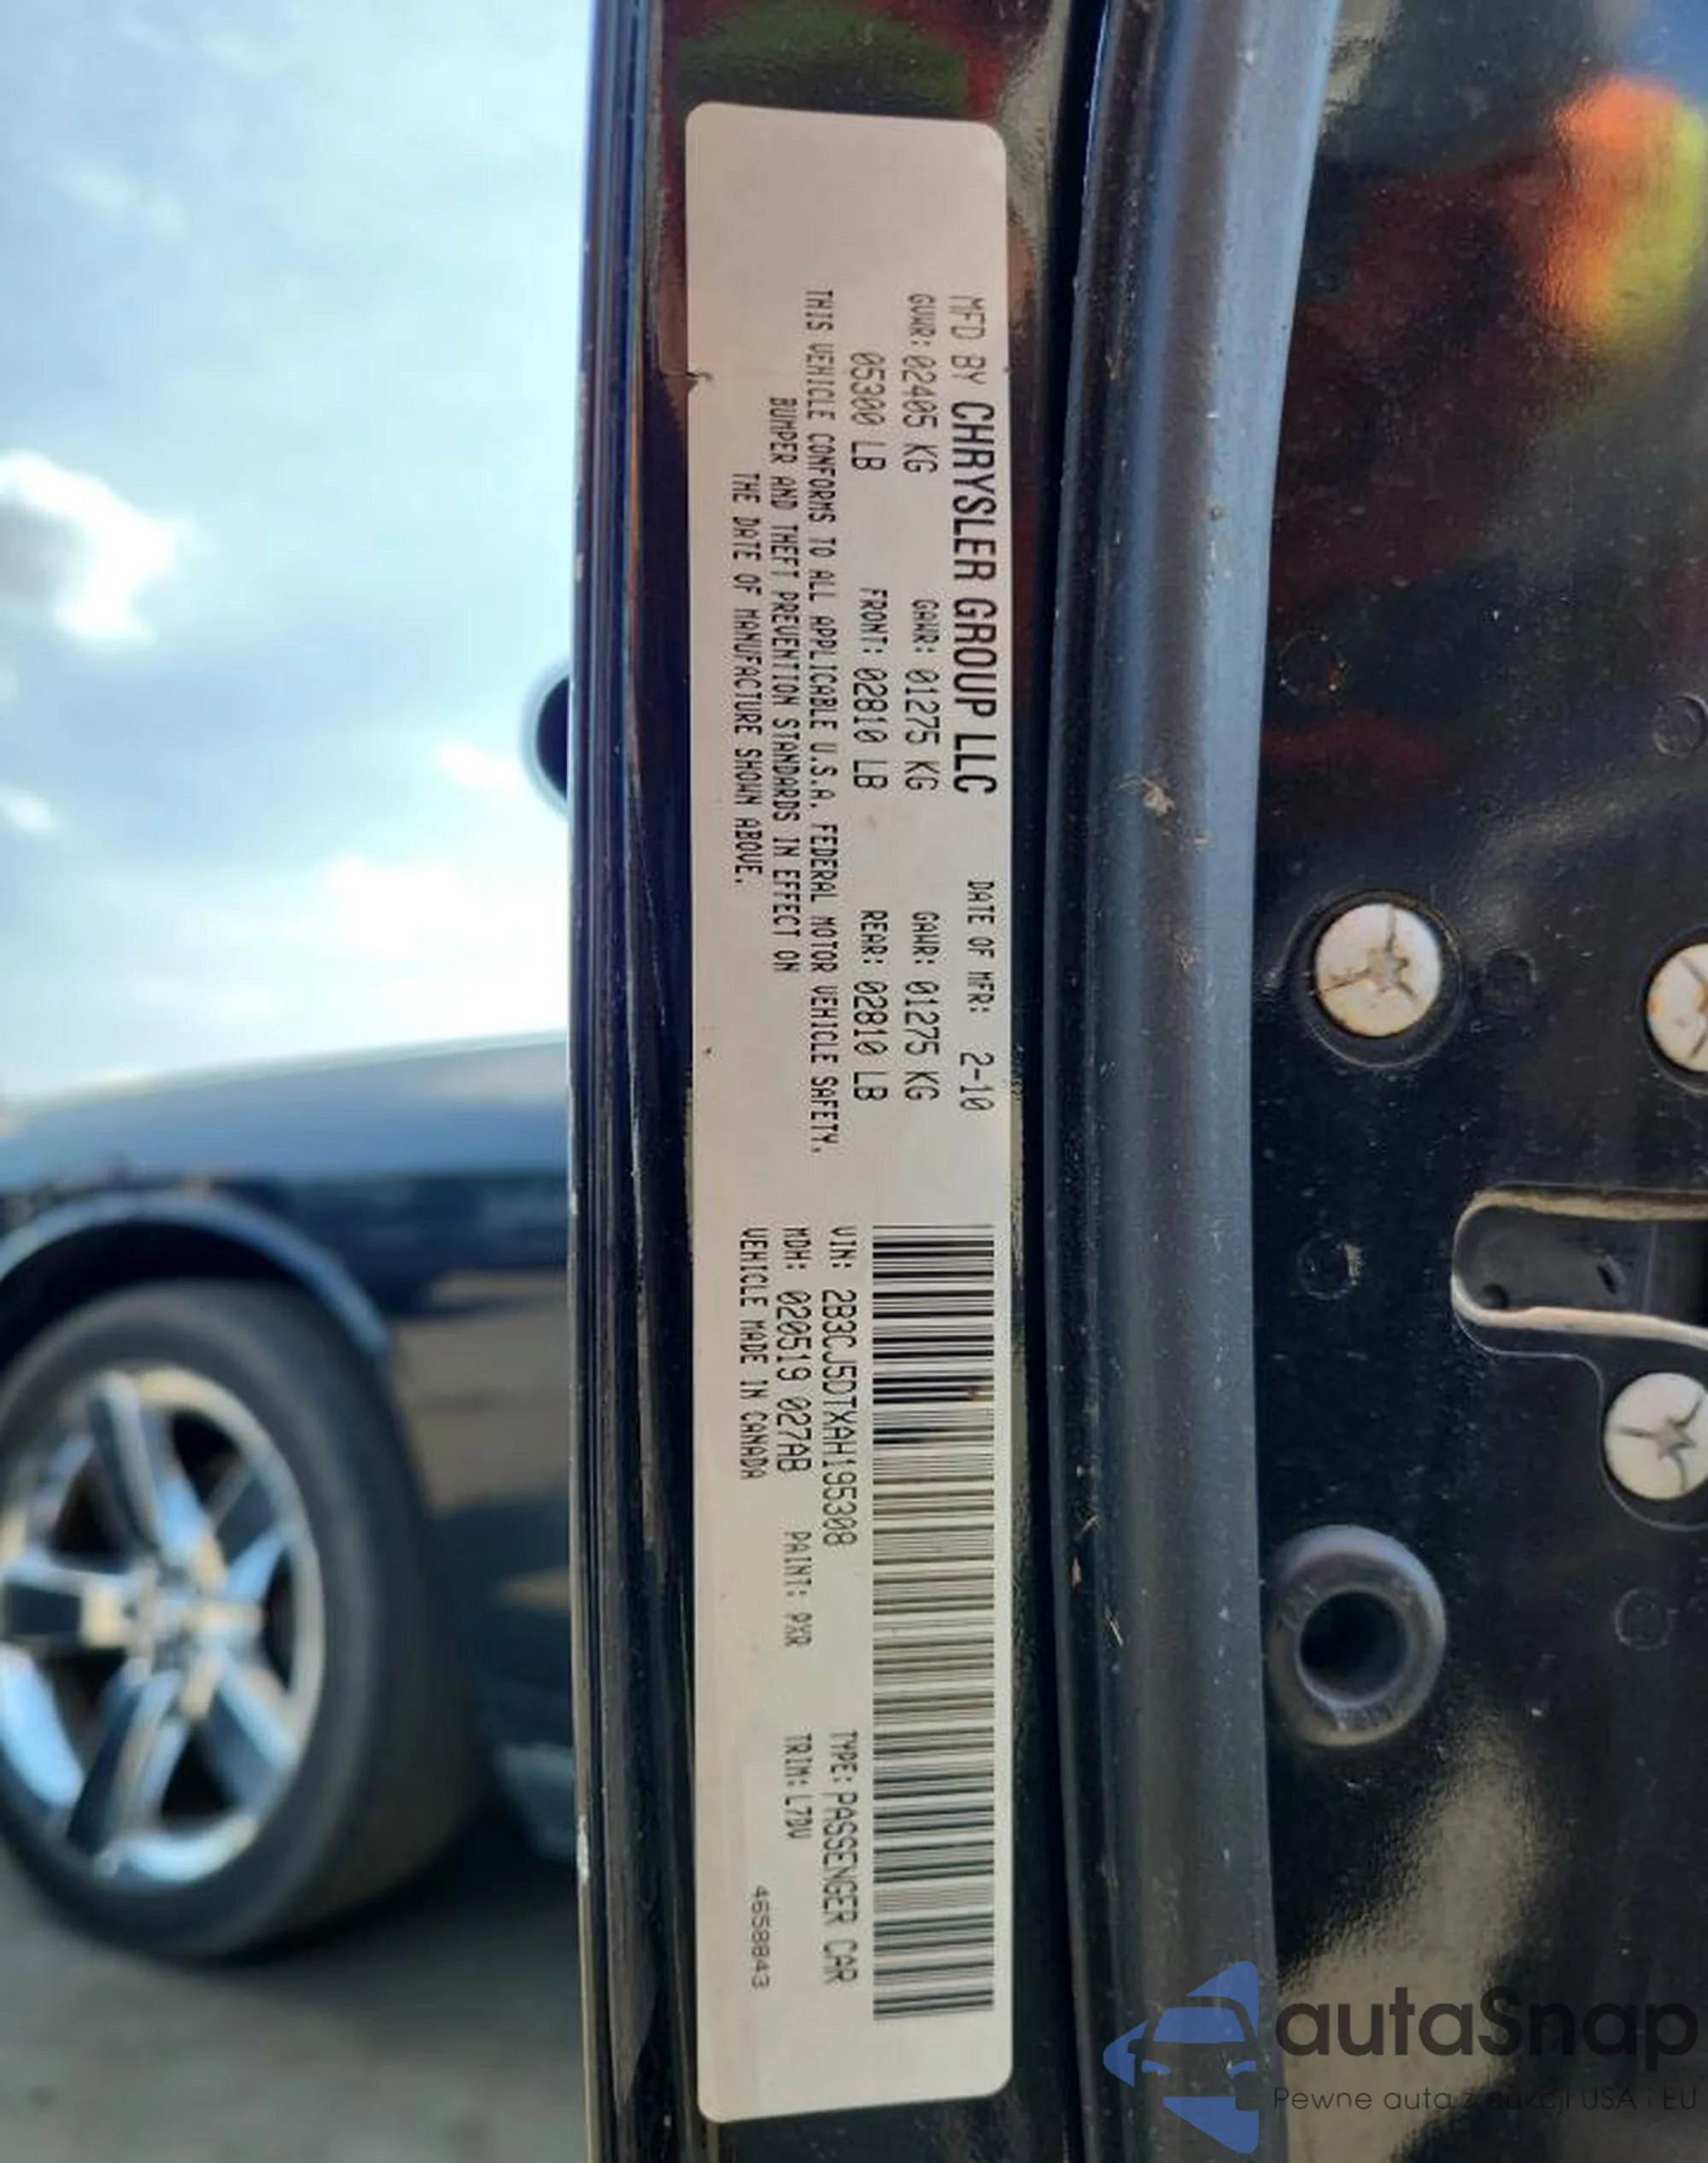 MFD BY CHRYSLER GROUP LLC DATE OF MFR: 2-10
GVWR: 02405 KG GAWR: 01275 KG GAWR: 01275 KG
05300 LB FRONT: 02810 LB REAR: 02810 LB
THIS VEHICLE CONFORMS TO ALL APPLICABLE U.S.A. FEDERAL MOTOR VEHICLE SAFETY,
BUMPER AND THEFT PREVENTION STANDARDS IN EFFECT ON
THE DATE OF MANUFACTURE SHOWN ABOVE.
VIN: 2B3CJ5DTXAH195308 TYPE: PASSENGER CAR
MDH: 020519 027AB PAINT: PXR TRIM: L7DV
VEHICLE MADE IN CANADA 4658843
autaSnap
Pewne auta z aukcji USA i EU